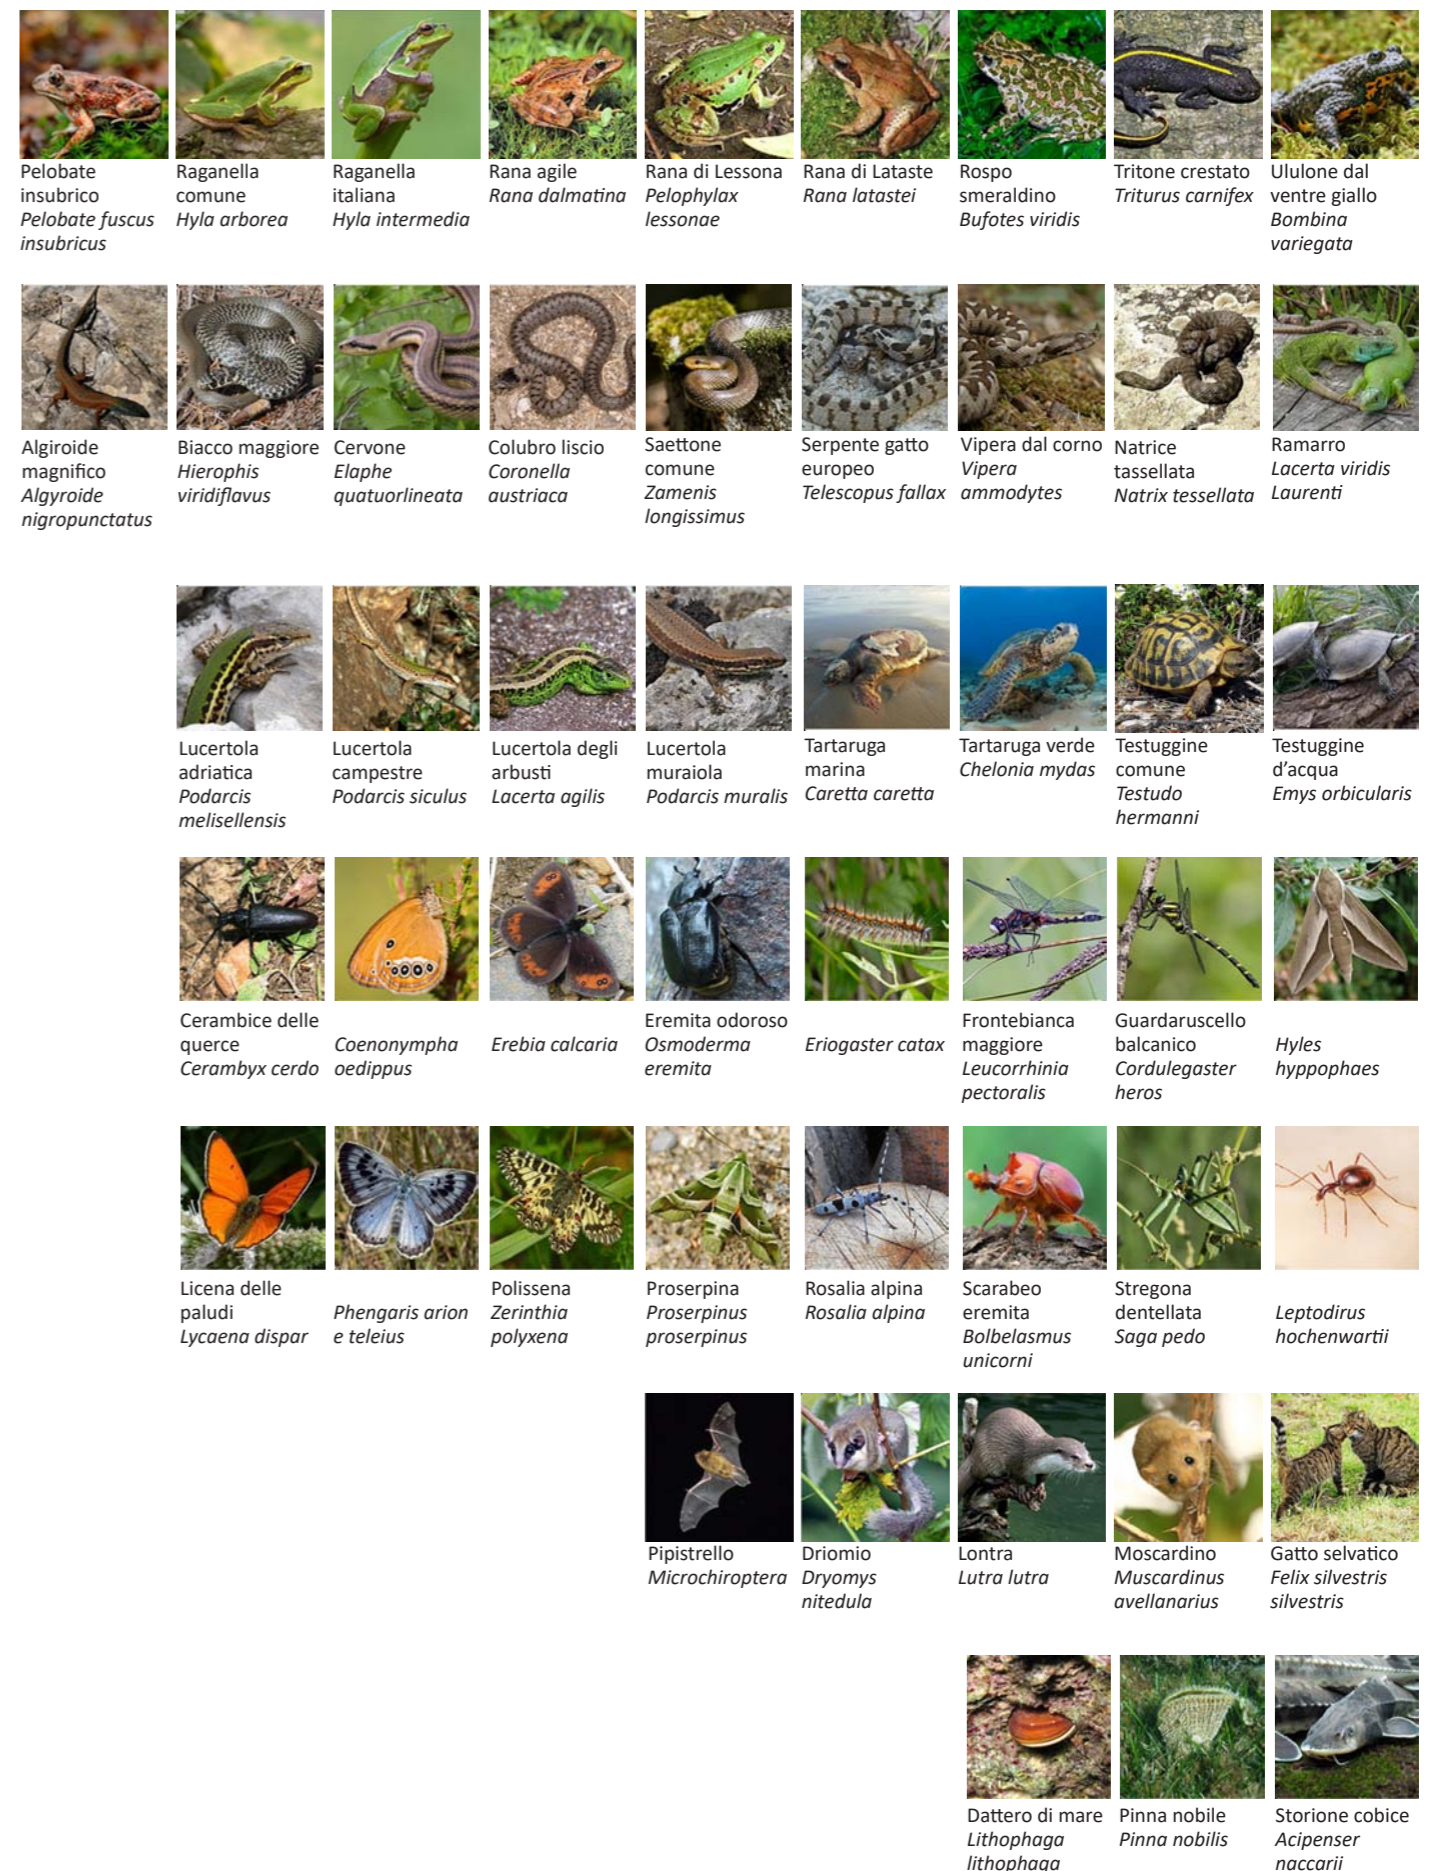 Pelobate
insubrico
Pelobate fuscus
insubricus
Raganella
comune
Hyla arborea
Raganella
italiana
Hyla intermedia
Rana agile
Rana dalmatina
Rana di Lessona
Pelophylax
lessonae
Rana di Lataste
Rana latastei
Rospo
smeraldino
Bufotes viridis
Tritone crestato
Triturus carnifex
Ululone dal
ventre giallo
Bombina
variegata
Algiroide
magnifico
Algyroide
nigropunctatus
Biacco maggiore
Hierophis
viridiflavus
Cervone
Elaphe
quatuorlineata
Colubro liscio
Coronella
austriaca
Saettone
comune
Zamenis
longissimus
Serpente gatto
europeo
Telescopus fallax
Vipera dal corno
Vipera
ammodytes
Natrice
tassellata
Natrix tessellata
Ramarro
Lacerta viridis
Laurenti
Lucertola
adriatica
Podarcis
melisellensis
Lucertola
campestre
Podarcis siculus
Lucertola degli
arbusti
Lacerta agilis
Lucertola
muraiola
Podarcis muralis
Tartaruga
marina
Caretta caretta
Tartaruga verde
Chelonia mydas
Testuggine
comune
Testudo
hermanni
Testuggine
d'acqua
Emys orbicularis
Cerambice delle
querce
Cerambyx cerdo
Coenonympha
oedippus
Erebia calcaria
Eremita odoroso
Osmoderma
eremita
Eriogaster catax
Frontebianca
maggiore
Leucorrhinia
pectoralis
Guardaruscello
balcanico
Cordulegaster
heros
Hyles
hyppophaes
Licena delle
paludi
Lycaena dispar
Phengaris arion
e teleius
Polissena
Zerinthia
polyxena
Proserpina
Proserpinus
proserpinus
Rosalia alpina
Rosalia alpina
Scarabeo
eremita
Bolbelasmus
unicorni
Stregona
dentellata
Saga pedo
Leptodirus
hochenwartii
Pipistrello
Microchiroptera
Driomio
Dryomys
nitedula
Lontra
Lutra lutra
Moscardino
Muscardinus
avellanarius
Gatto selvatico
Felix silvestris
silvestris
Dattero di mare
Lithophaga
lithophaga
Pinna nobile
Pinna nobilis
Storione cobice
Acipenser
naccarii